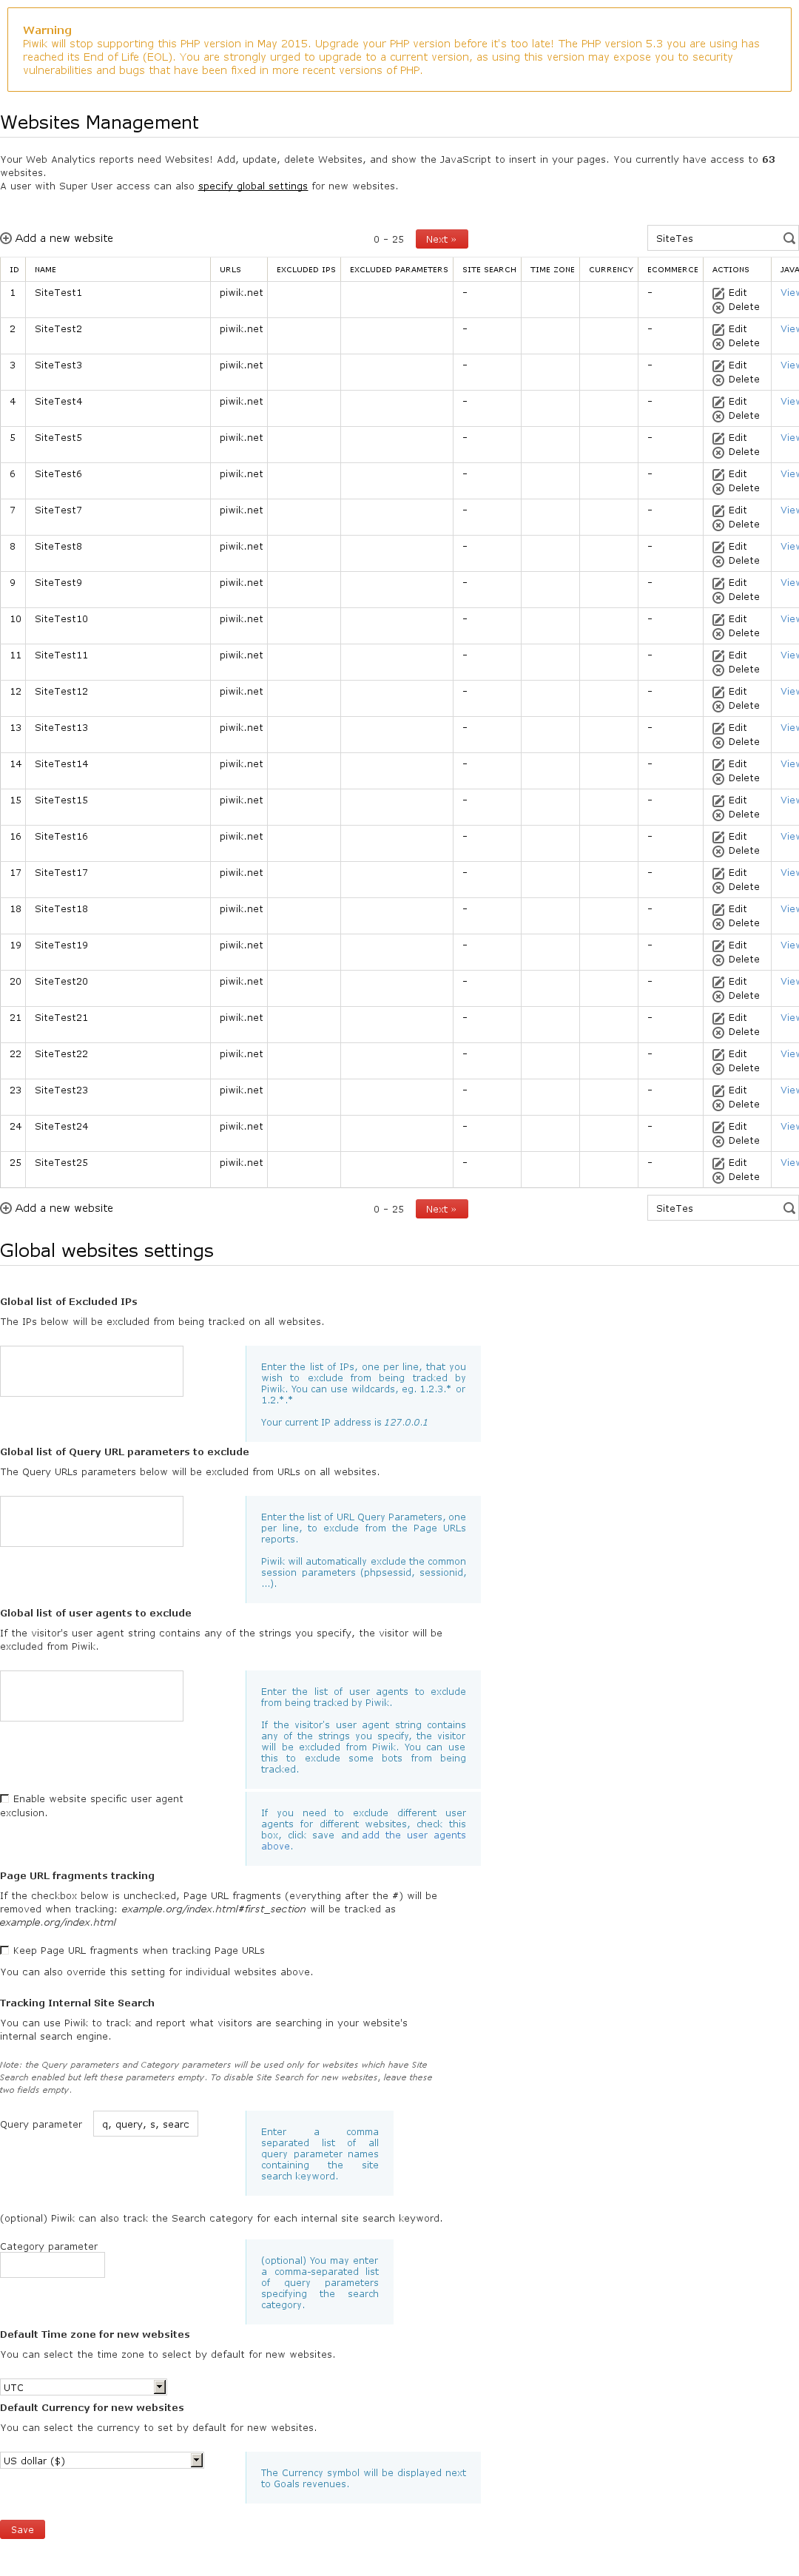 Warning
Piwik will stop supporting this PHP version in May 2015. Upgrade your PHP version before it's too late! The PHP version 5.3 you are using has
reached its End of Life (EOL). You are strongly urged to upgrade to a current version, as using this version may expose you to security
vulnerabilities and bugs that have been fixed in more recent versions of PHP.
Websites Management
Your Web Analytics reports need Websites! Add, update, delete Websites, and show the JavaScript to insert in your pages. You currently have access to 63
websites.
A user with Super User access can also specify global settings for new websites.
Add a new website 0 - 25 Next » SiteTes
ID NAME URLS EXCLUDED IPS EXCLUDED PARAMETERS SITE SEARCH TIME ZONE CURRENCY ECOMMERCE ACTIONS JAVA
1 SiteTest1 piwik.net - - Edit View
Delete
2 SiteTest2 piwik.net - - Edit View
Delete
3 SiteTest3 piwik.net - - Edit View
Delete
4 SiteTest4 piwik.net - - Edit View
Delete
5 SiteTest5 piwik.net - - Edit View
Delete
6 SiteTest6 piwik.net - - Edit View
Delete
7 SiteTest7 piwik.net - - Edit View
Delete
8 SiteTest8 piwik.net - - Edit View
Delete
9 SiteTest9 piwik.net - - Edit View
Delete
10 SiteTest10 piwik.net - - Edit View
Delete
11 SiteTest11 piwik.net - - Edit View
Delete
12 SiteTest12 piwik.net - - Edit View
Delete
13 SiteTest13 piwik.net - - Edit View
Delete
14 SiteTest14 piwik.net - - Edit View
Delete
15 SiteTest15 piwik.net - - Edit View
Delete
16 SiteTest16 piwik.net - - Edit View
Delete
17 SiteTest17 piwik.net - - Edit View
Delete
18 SiteTest18 piwik.net - - Edit View
Delete
19 SiteTest19 piwik.net - - Edit View
Delete
20 SiteTest20 piwik.net - - Edit View
Delete
21 SiteTest21 piwik.net - - Edit View
Delete
22 SiteTest22 piwik.net - - Edit View
Delete
23 SiteTest23 piwik.net - - Edit View
Delete
24 SiteTest24 piwik.net - - Edit View
Delete
25 SiteTest25 piwik.net - - Edit View
Delete
Add a new website 0 - 25 Next » SiteTes
Global websites settings
Global list of Excluded IPs
The IPs below will be excluded from being tracked on all websites.
Enter the list of IPs, one per line, that you
wish to exclude from being tracked by
Piwik. You can use wildcards, eg. 1.2.3.* or
1.2.*.*
Your current IP address is 127.0.0.1
Global list of Query URL parameters to exclude
The Query URLs parameters below will be excluded from URLs on all websites.
Enter the list of URL Query Parameters, one
per line, to exclude from the Page URLs
reports.
Piwik will automatically exclude the common
session parameters (phpsessid, sessionid,
...).
Global list of user agents to exclude
If the visitor's user agent string contains any of the strings you specify, the visitor will be
excluded from Piwik.
Enter the list of user agents to exclude
from being tracked by Piwik.
If the visitor's user agent string contains
any of the strings you specify, the visitor
will be excluded from Piwik. You can use
this to exclude some bots from being
tracked.
Enable website specific user agent
exclusion.
If you need to exclude different user
agents for different websites, check this
box, click save and add the user agents
above.
Page URL fragments tracking
If the checkbox below is unchecked, Page URL fragments (everything after the #) will be
removed when tracking: example.org/index.html#first_section will be tracked as
example.org/index.html
Keep Page URL fragments when tracking Page URLs
You can also override this setting for individual websites above.
Tracking Internal Site Search
You can use Piwik to track and report what visitors are searching in your website's
internal search engine.
Note: the Query parameters and Category parameters will be used only for websites which have Site
Search enabled but left these parameters empty. To disable Site Search for new websites, leave these
two fields empty.
Query parameter q, query, s, searc
Enter a comma
separated list of all
query parameter names
containing the site
search keyword.
(optional) Piwik can also track the Search category for each internal site search keyword.
Category parameter
(optional) You may enter
a comma-separated list
of query parameters
specifying the search
category.
Default Time zone for new websites
You can select the time zone to select by default for new websites.
UTC
Default Currency for new websites
You can select the currency to set by default for new websites.
US dollar ($)
The Currency symbol will be displayed next
to Goals revenues.
Save